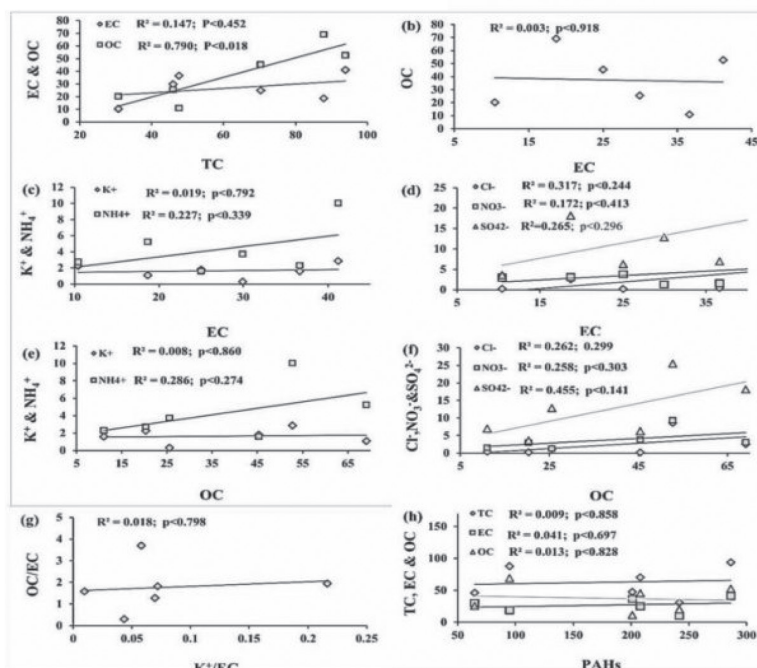 R² = 0.147; P<0.452
R² = 0.790; P<0.018
EC
OC
EC & OC
100
90
80
70
60
50
40
30
20
10
0
20 40 60 80 100
TC
(b)
R² = 0.003; p<0.918
OC
80
70
60
50
40
30
20
10
0
5 15 25 35 45
EC
(c)
K+
NH4+
R² = 0.019; p<0.792
R² = 0.227; p<0.339
K⁺ & NH₄⁺
12
10
8
6
4
2
0
10 20 30 40
EC
(d)
Cl-
NO3-
SO42-
R² = 0.317; p<0.244
R² = 0.172; p<0.413
R²=0.265; p<0.296
25
20
15
10
5
0
5 15 25 35
EC
(e)
K+
NH4+
R² = 0.008; p<0.860
R² = 0.286; p<0.274
K⁺ & NH₄⁺
12
10
8
6
4
2
0
5 15 25 35 45 55 65
OC
(f)
Cl-
NO3-
SO42-
R² = 0.262; 0.299
R² = 0.258; p<0.303
R² = 0.455; p<0.141
Cl⁻,NO₃⁻&SO₄²⁻
30
25
20
15
10
5
0
5 25 45 65
OC
(g)
R² = 0.018; p<0.798
OC/EC
5
4
3
2
1
0
0 0.05 0.1 0.15 0.2 0.25
K⁺/EC
(h)
TC
EC
OC
R² = 0.009; p<0.858
R² = 0.041; p<0.697
R² = 0.013; p<0.828
TC, EC & OC
150
100
50
0
50 100 150 200 250 300
PAHs